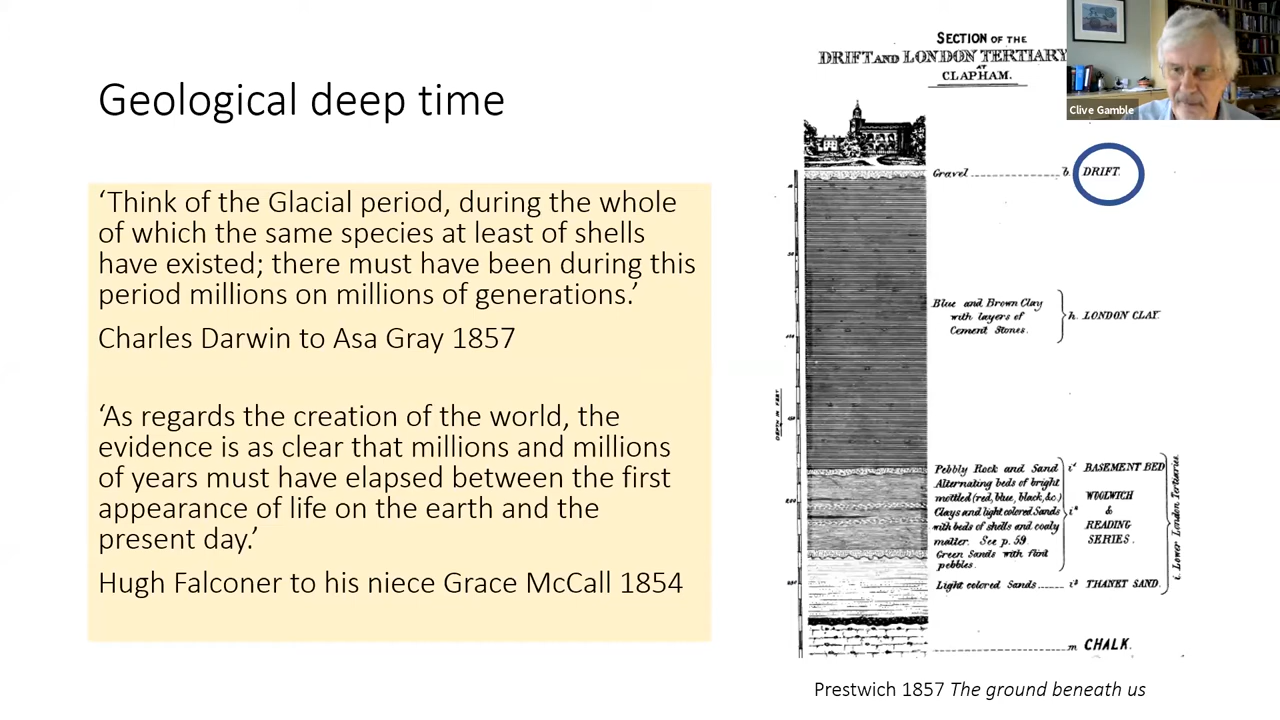 Geological deep time
‘Think of the Glacial period, during the whole
of which the same species at least of shells
have existed; there must have been during this
period millions on millions of generations.’
Charles Darwin to Asa Gray 1857
‘As regards the creation of the world, the
evidence is as clear that millions and millions
of years must have elapsed between the first
appearance of life on the earth and the
present day.’
Hugh Falconer to his niece Grace McCall 1854
SECTION OF THE
DRIFT AND LONDON TERTIARY
AT
CLAPHAM.
Clive Gamble
Gravel b. DRIFT.
Blue and Brown Clay
with layers of
Cement Stones.
h. LONDON CLAY.
DEPTH IN FEET
Pebbly Rock and Sand
Alternating beds of bright
mottled (red, blue, black, &c.)
Clays and light colored Sands
with beds of shells and coaly
matter. See p. 59.
Green Sands with flint
pebbles.
BASEMENT BED
WOOLWICH
&
READING
SERIES.
Light colored Sands THANET SAND.
i. Lower London Tertiaries.
m CHALK.
Prestwich 1857 The ground beneath us